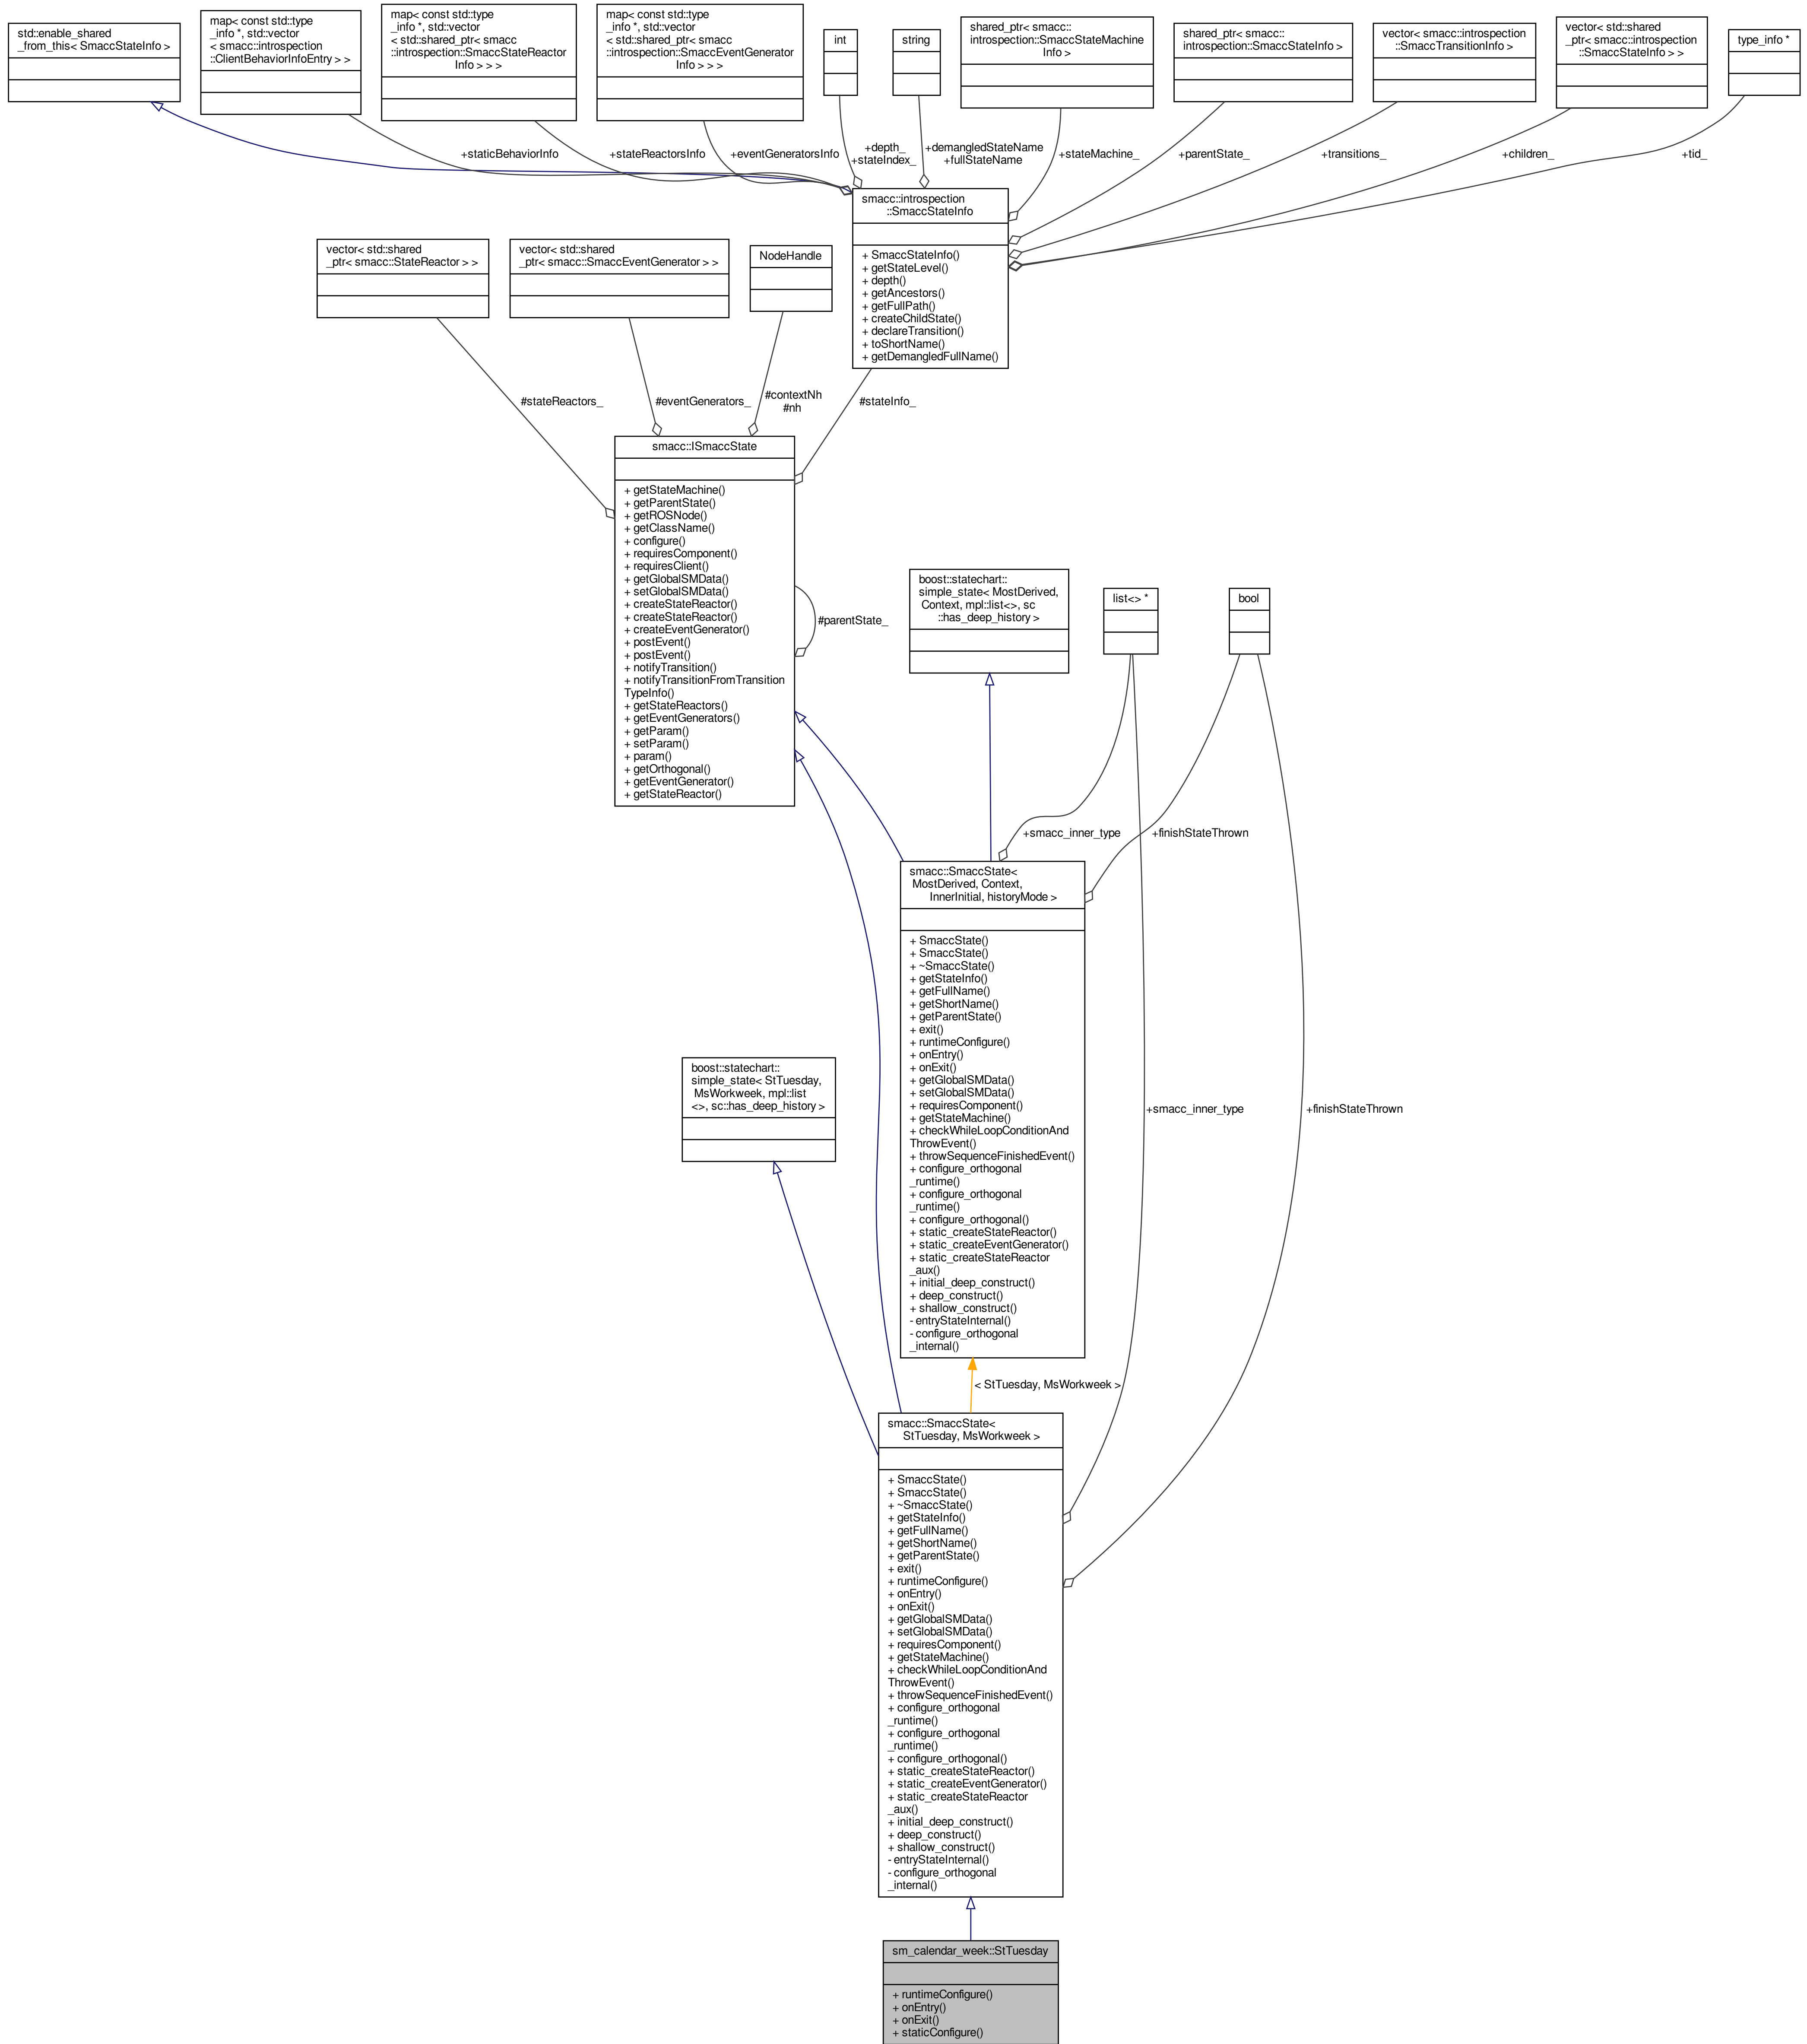 std::enable_shared
_from_this< SmaccStateInfo >
map< const std::type
_info *, std::vector
< smacc::introspection
::ClientBehaviorInfoEntry > >
map< const std::type
_info *, std::vector
< std::shared_ptr< smacc
::introspection::SmaccStateReactor
Info > > >
map< const std::type
_info *, std::vector
< std::shared_ptr< smacc
::introspection::SmaccEventGenerator
Info > > >
int
string
shared_ptr< smacc::
introspection::SmaccStateMachine
Info >
shared_ptr< smacc::
introspection::SmaccStateInfo >
vector< smacc::introspection
::SmaccTransitionInfo >
vector< std::shared
_ptr< smacc::introspection
::SmaccStateInfo > >
type_info *
+staticBehaviorInfo
+stateReactorsInfo
+eventGeneratorsInfo
+depth_
+stateIndex_
+demangledStateName
+fullStateName
+stateMachine_
+parentState_
+transitions_
+children_
+tid_
smacc::introspection
::SmaccStateInfo
+ SmaccStateInfo()
+ getStateLevel()
+ depth()
+ getAncestors()
+ getFullPath()
+ createChildState()
+ declareTransition()
+ toShortName()
+ getDemangledFullName()
vector< std::shared
_ptr< smacc::StateReactor > >
vector< std::shared
_ptr< smacc::SmaccEventGenerator > >
NodeHandle
#stateReactors_
#eventGenerators_
#contextNh
#nh
#stateInfo_
smacc::ISmaccState
+ getStateMachine()
+ getParentState()
+ getROSNode()
+ getClassName()
+ configure()
+ requiresComponent()
+ requiresClient()
+ getGlobalSMData()
+ setGlobalSMData()
+ createStateReactor()
+ createStateReactor()
+ createEventGenerator()
+ postEvent()
+ postEvent()
+ notifyTransition()
+ notifyTransitionFromTransition
TypeInfo()
+ getStateReactors()
+ getEventGenerators()
+ getParam()
+ setParam()
+ param()
+ getOrthogonal()
+ getEventGenerator()
+ getStateReactor()
#parentState_
boost::statechart::
simple_state< MostDerived,
Context, mpl::list<>, sc
::has_deep_history >
list<> *
bool
+smacc_inner_type
+finishStateThrown
smacc::SmaccState<
MostDerived, Context,
InnerInitial, historyMode >
+ SmaccState()
+ SmaccState()
+ ~SmaccState()
+ getStateInfo()
+ getFullName()
+ getShortName()
+ getParentState()
+ exit()
+ runtimeConfigure()
+ onEntry()
+ onExit()
+ getGlobalSMData()
+ setGlobalSMData()
+ requiresComponent()
+ getStateMachine()
+ checkWhileLoopConditionAnd
ThrowEvent()
+ throwSequenceFinishedEvent()
+ configure_orthogonal
_runtime()
+ configure_orthogonal
_runtime()
+ configure_orthogonal()
+ static_createStateReactor()
+ static_createEventGenerator()
+ static_createStateReactor
_aux()
+ initial_deep_construct()
+ deep_construct()
+ shallow_construct()
- entryStateInternal()
- configure_orthogonal
_internal()
boost::statechart::
simple_state< StTuesday,
MsWorkweek, mpl::list
<>, sc::has_deep_history >
+smacc_inner_type
+finishStateThrown
< StTuesday, MsWorkweek >
smacc::SmaccState<
StTuesday, MsWorkweek >
+ SmaccState()
+ SmaccState()
+ ~SmaccState()
+ getStateInfo()
+ getFullName()
+ getShortName()
+ getParentState()
+ exit()
+ runtimeConfigure()
+ onEntry()
+ onExit()
+ getGlobalSMData()
+ setGlobalSMData()
+ requiresComponent()
+ getStateMachine()
+ checkWhileLoopConditionAnd
ThrowEvent()
+ throwSequenceFinishedEvent()
+ configure_orthogonal
_runtime()
+ configure_orthogonal
_runtime()
+ configure_orthogonal()
+ static_createStateReactor()
+ static_createEventGenerator()
+ static_createStateReactor
_aux()
+ initial_deep_construct()
+ deep_construct()
+ shallow_construct()
- entryStateInternal()
- configure_orthogonal
_internal()
sm_calendar_week::StTuesday
+ runtimeConfigure()
+ onEntry()
+ onExit()
+ staticConfigure()